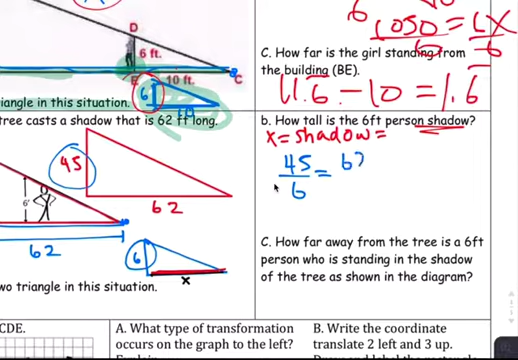 6
1050 = 6X
6 6
D
6 ft.
C. How far is the girl standing from
the building (BE).
E
10 ft.
C
6
10
11.6 - 10 = 1.6
triangle in this situation.
tree casts a shadow that is 62 ft long.
b. How tall is the 6ft person shadow?
x = shadow =
45
62
45 = 62
6
6'
62
6
x
C. How far away from the tree is a 6ft
person who is standing in the shadow
of the tree as shown in the diagram?
two triangle in this situation.
CDE.
A. What type of transformation
occurs on the graph to the left?
B. Write the coordinate
translate 2 left and 3 up.